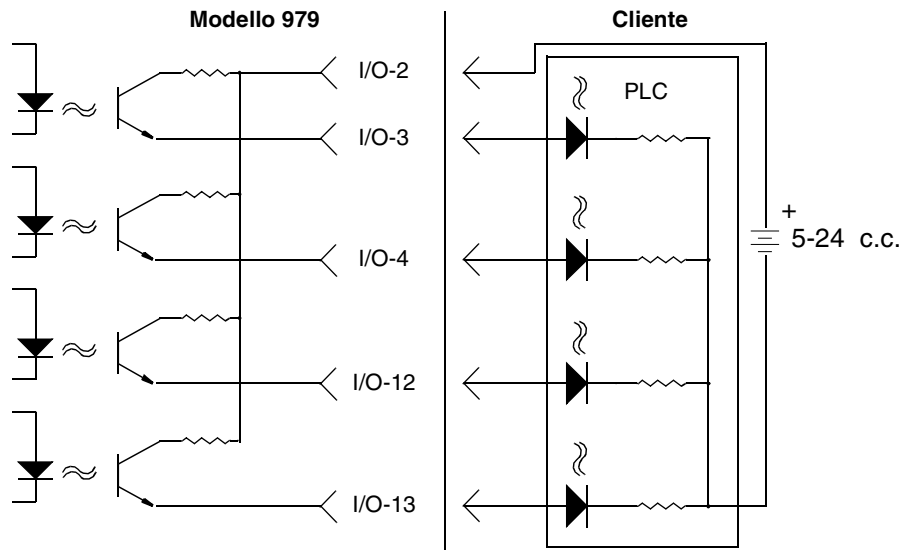 Modello 979
Cliente
I/O-2
PLC
I/O-3
+
5-24 c.c.
I/O-4
I/O-12
I/O-13